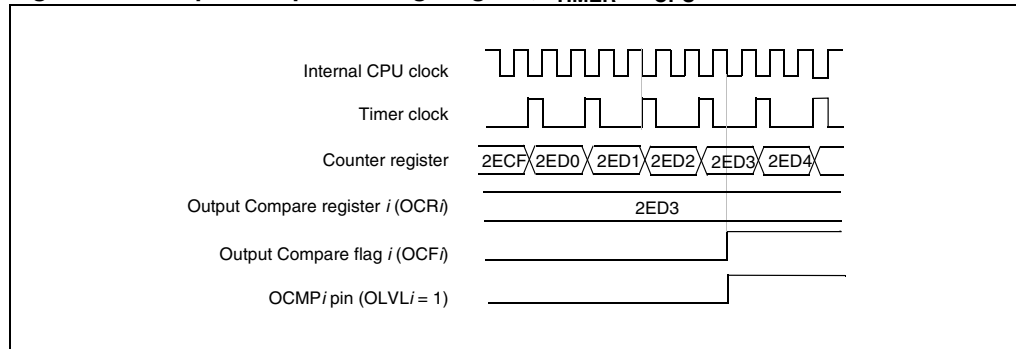 Internal CPU clock
Timer clock
Counter register 2ECF 2ED0 2ED1 2ED2 2ED3 2ED4
Output Compare register i (OCRi) 2ED3
Output Compare flag i (OCFi)
OCMPi pin (OLVLi = 1)